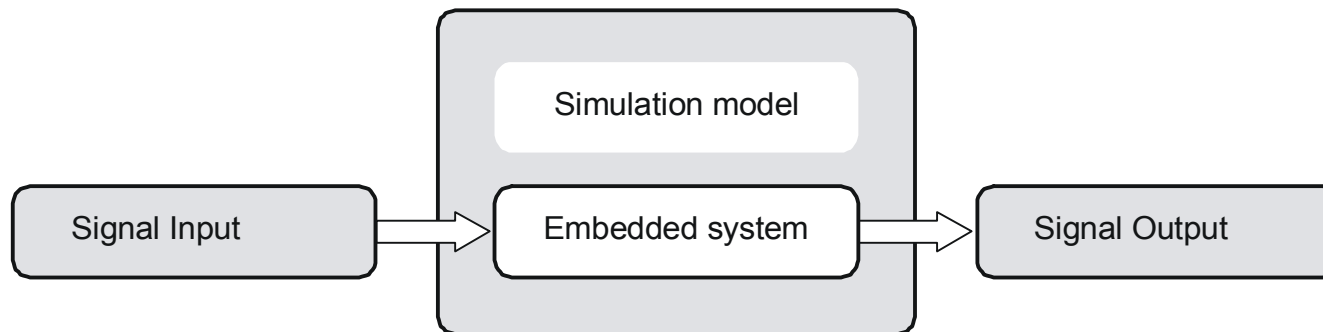 Simulation model
Signal Input
Embedded system
Signal Output